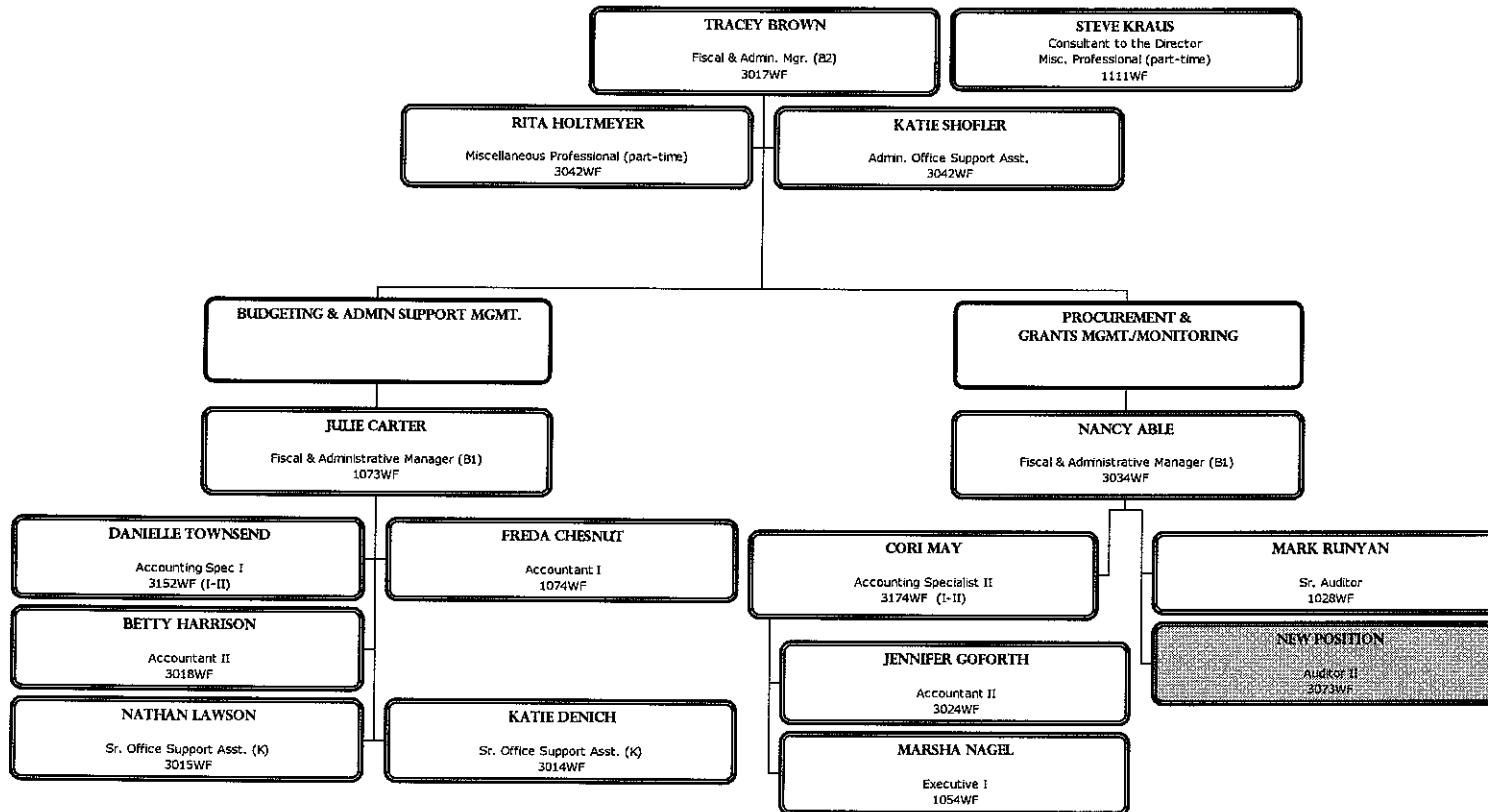 TRACEY BROWN
Fiscal & Admin. Mgr. (B2)
3017WF
STEVE KRAUS
Consultant to the Director
Misc. Professional (part-time)
1111WF
RITA HOLTMEYER
Miscellaneous Professional (part-time)
3042WF
KATIE SHOFLER
Admin. Office Support Asst.
3042WF
BUDGETING & ADMIN SUPPORT MGMT.
PROCUREMENT &
GRANTS MGMT./MONITORING
JULIE CARTER
Fiscal & Administrative Manager (B1)
1073WF
NANCY ABLE
Fiscal & Administrative Manager (B1)
3034WF
DANIELLE TOWNSEND
Accounting Spec I
3152WF (I-II)
FREDA CHESNUT
Accountant I
1074WF
CORI MAY
Accounting Specialist II
3174WF (I-II)
MARK RUNYAN
Sr. Auditor
1028WF
BETTY HARRISON
Accountant II
3018WF
JENNIFER GOFORTH
Accountant II
3024WF
NEW POSITION
Auditor II
3073WF
NATHAN LAWSON
Sr. Office Support Asst. (K)
3015WF
KATIE DENICH
Sr. Office Support Asst. (K)
3014WF
MARSHA NAGEL
Executive I
1054WF